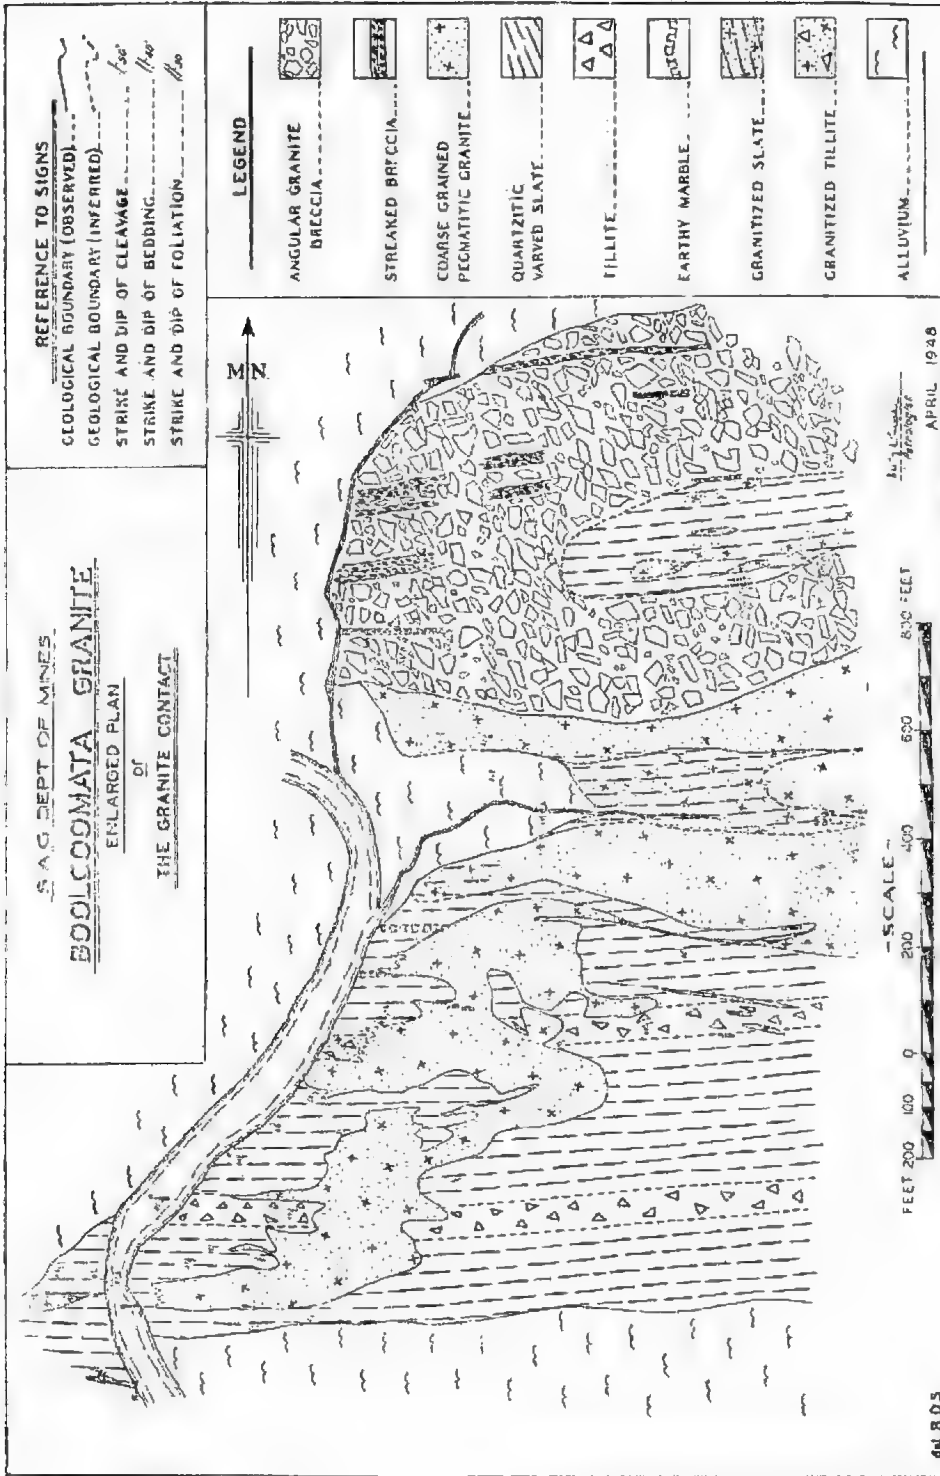 S.A.G. DEPT OF MINES
BOOLCOOMATA GRANITE
ENLARGED PLAN
OF
THE GRANITE CONTACT
REFERENCE TO SIGNS
GEOLOGICAL BOUNDARY (OBSERVED)
GEOLOGICAL BOUNDARY (INFERRED)
STRIKE AND DIP OF CLEAVAGE
STRIKE AND DIP OF BEDDING
STRIKE AND DIP OF FOLIATION
M.N.
LEGEND
ANGULAR GRANITE
BRECCIA
STREAKED BRECCIA
COARSE GRAINED
PEGMATITIC GRANITE
QUARTZITIC
VARVED SLATE
TILLITE
EARTHY MARBLE
GRANITIZED SLATE
GRANITIZED TILLITE
ALLUVIUM
- SCALE -
FEET 200 100 0 200 400 600 800 FEET
APRIL 1948